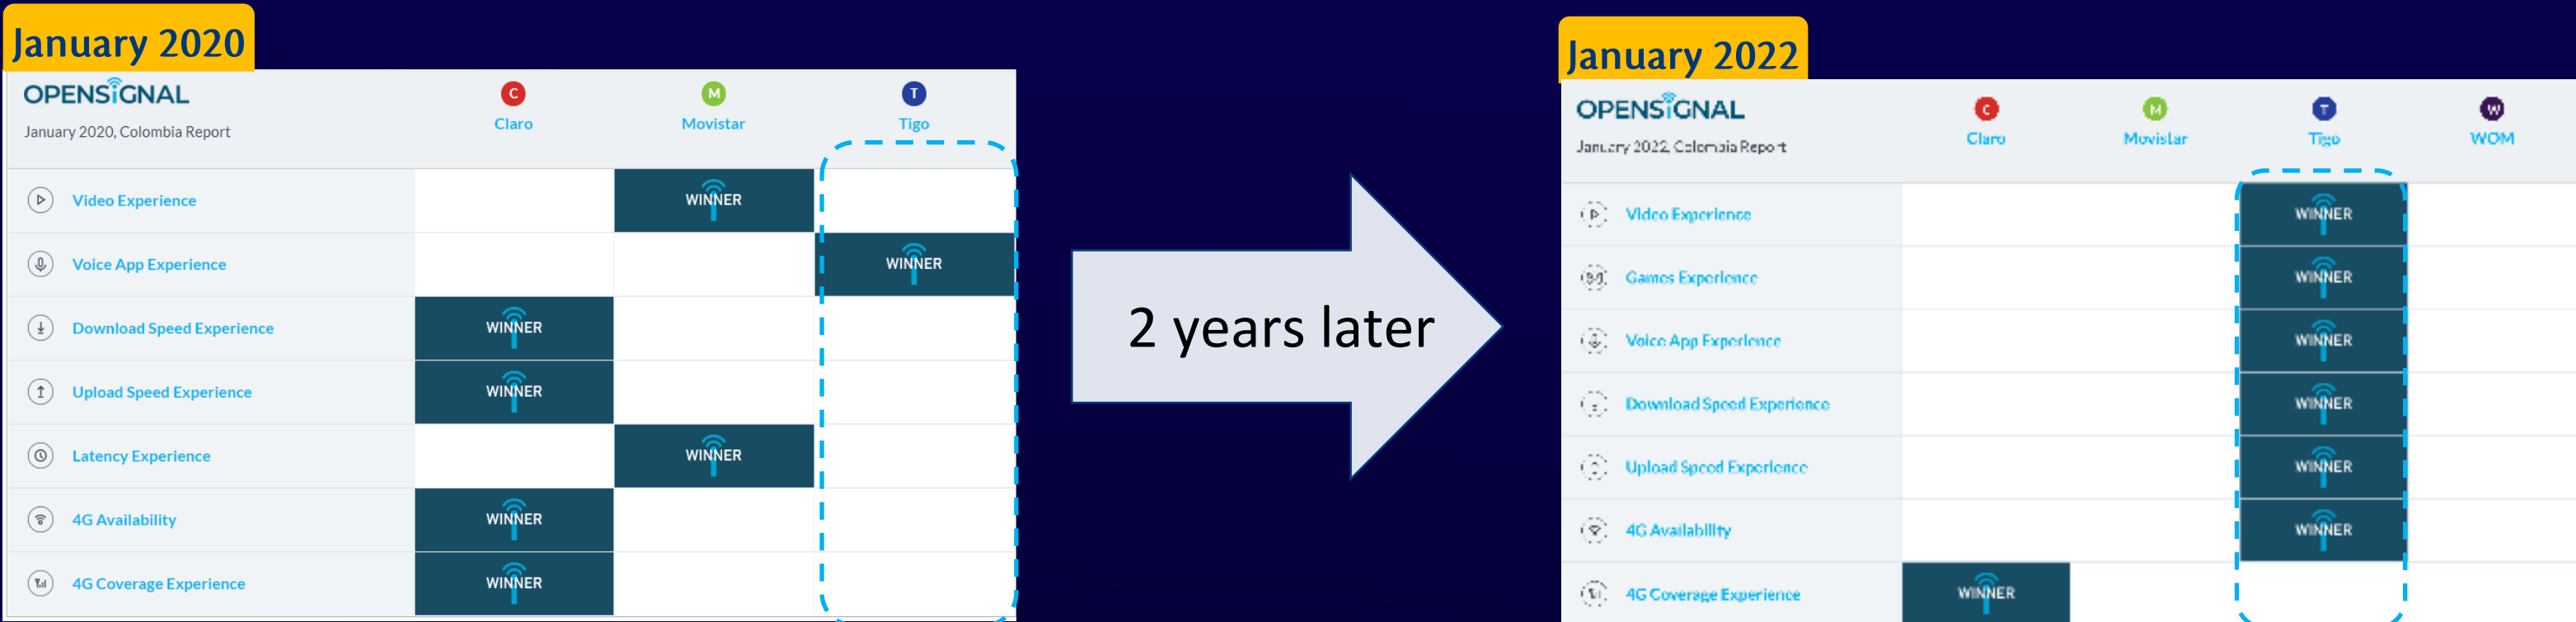 January 2020
OPENSIGNAL
January 2020, Colombia Report
C
Claro
M
Movistar
T
Tigo
Video Experience
WINNER
Voice App Experience
WINNER
Download Speed Experience
WINNER
Upload Speed Experience
WINNER
Latency Experience
WINNER
4G Availability
WINNER
4G Coverage Experience
WINNER
2 years later
January 2022
OPENSIGNAL
January 2022, Colombia Report
C
Claro
M
Movistar
T
Tigo
W
WOM
Video Experience
WINNER
Games Experience
WINNER
Voice App Experience
WINNER
Download Speed Experience
WINNER
Upload Speed Experience
WINNER
4G Availability
WINNER
4G Coverage Experience
WINNER